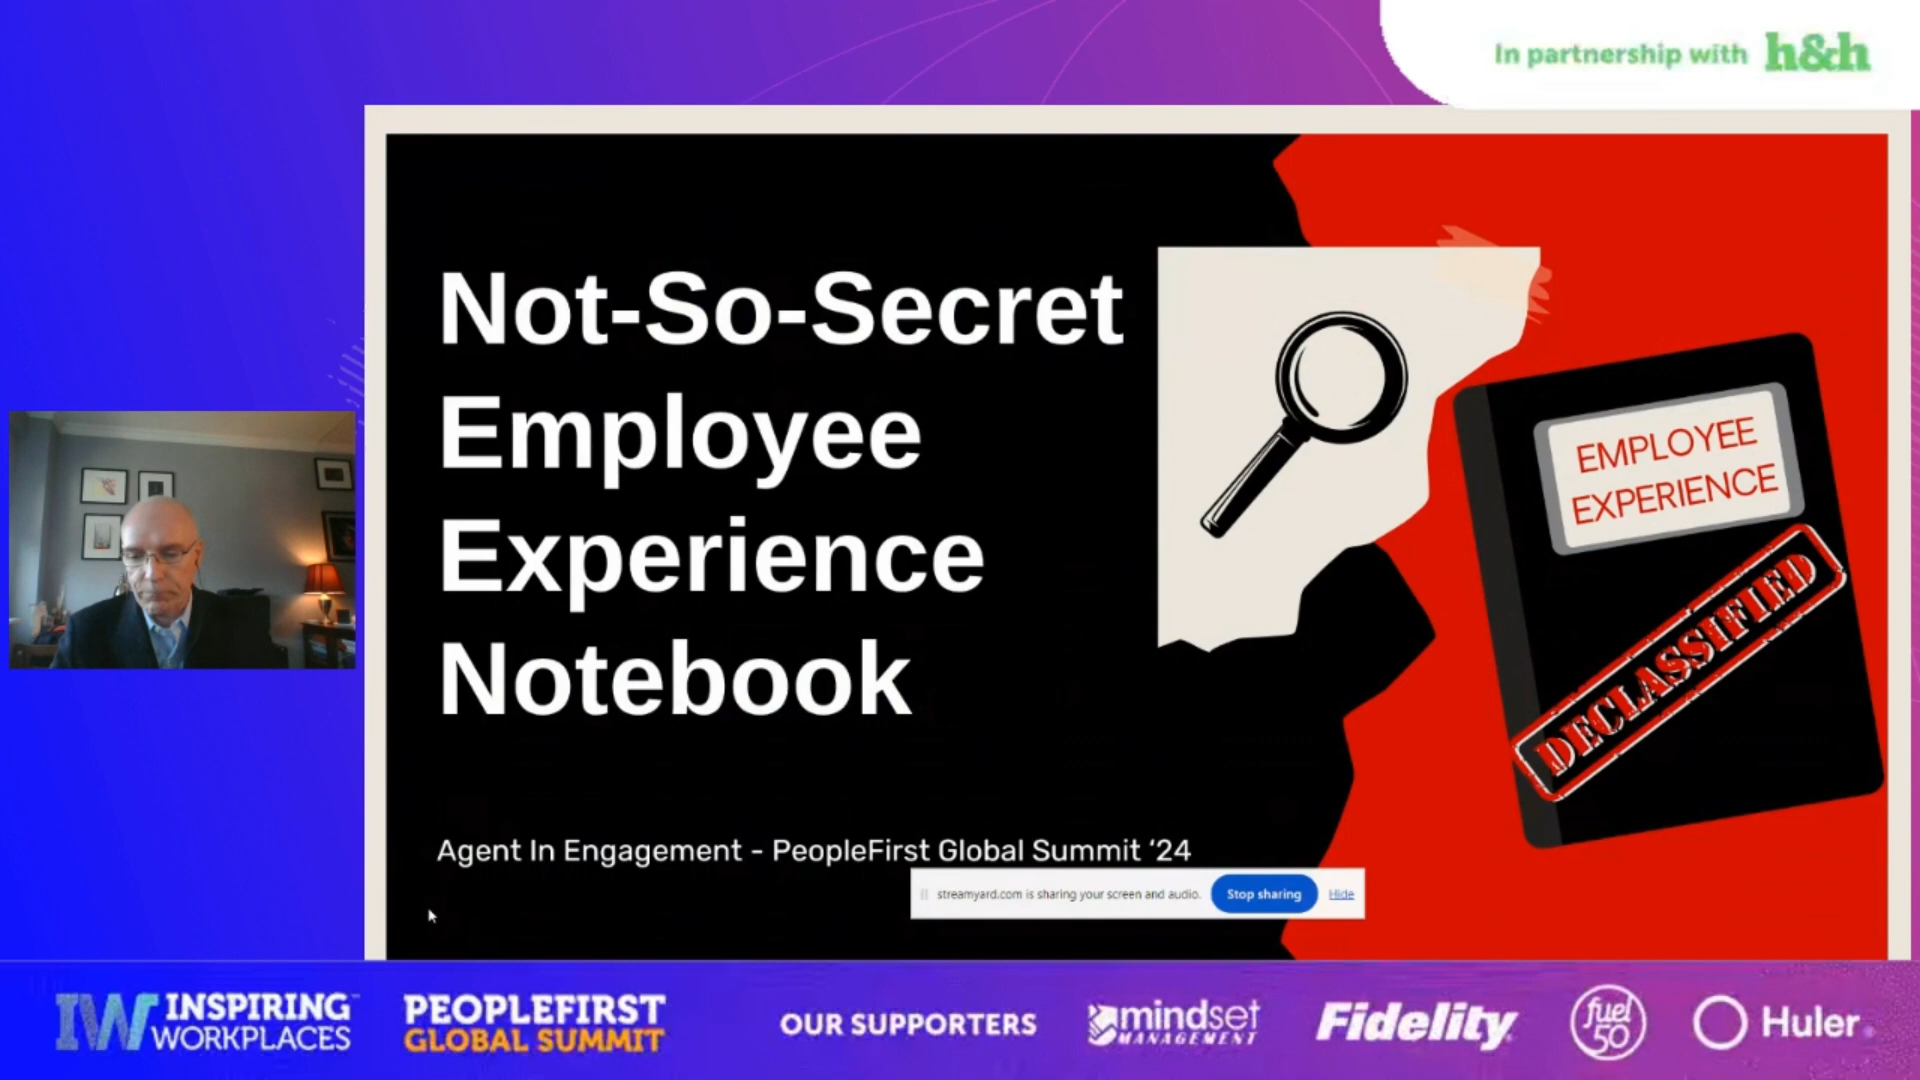 In partnership with h&h
Not-So-Secret
Employee
Experience
Notebook
EMPLOYEE
EXPERIENCE
DECLASSIFIED
Agent In Engagement - PeopleFirst Global Summit ‘24
streamyard.com is sharing your screen and audio. Stop sharing Hide
IW INSPIRING
WORKPLACES
PEOPLEFIRST
GLOBAL SUMMIT
OUR SUPPORTERS
mindset
MANAGEMENT
Fidelity
fuel
50
Huler